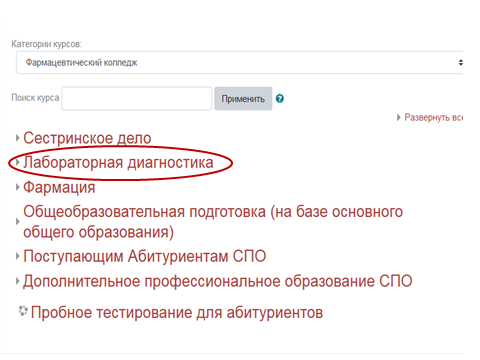 Категории курсов:
Фармацевтический колледж
Поиск курса
Применить
Развернуть все
Сестринское дело
Лабораторная диагностика
Фармация
Общеобразовательная подготовка (на базе основного
общего образования)
Поступающим Абитуриентам СПО
Дополнительное профессиональное образование СПО
Пробное тестирование для абитуриентов